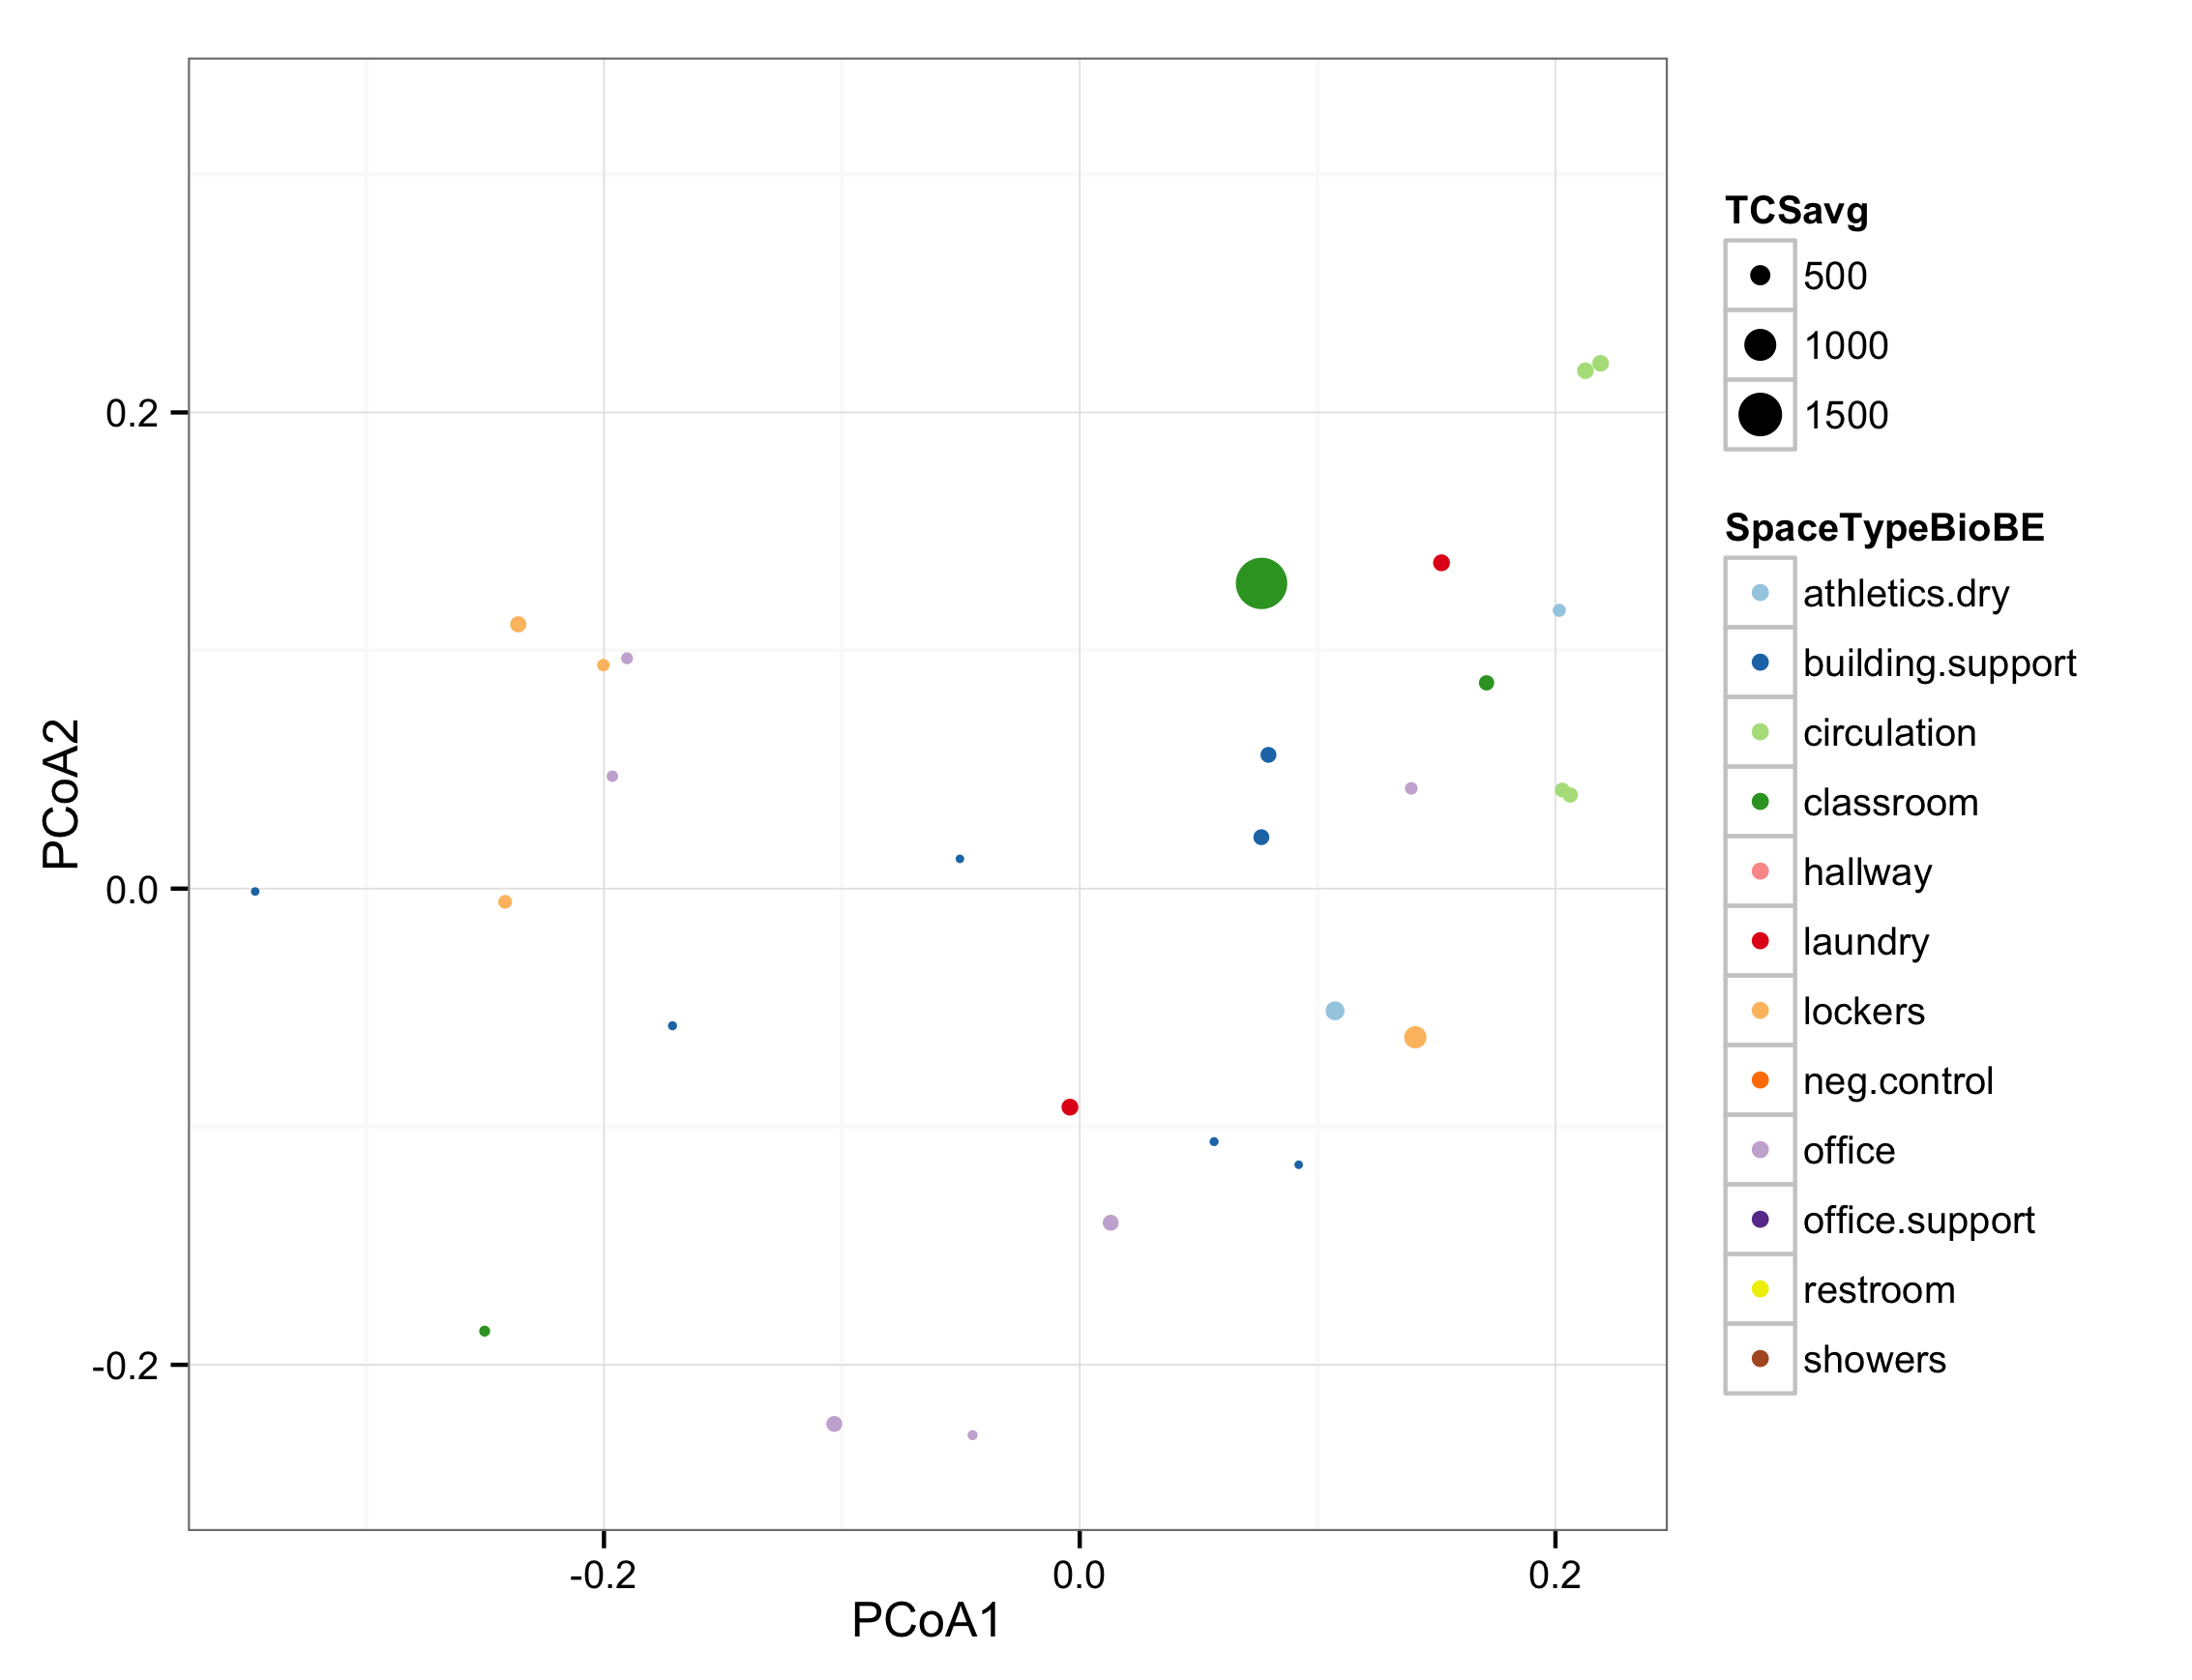 TCSavg
500
1000
1500
SpaceTypeBioBE
athletics.dry
building.support
circulation
classroom
hallway
laundry
lockers
neg.control
office
office.support
restroom
showers
PCoA2
0.2
0.0
-0.2
-0.2 0.0 0.2
PCoA1